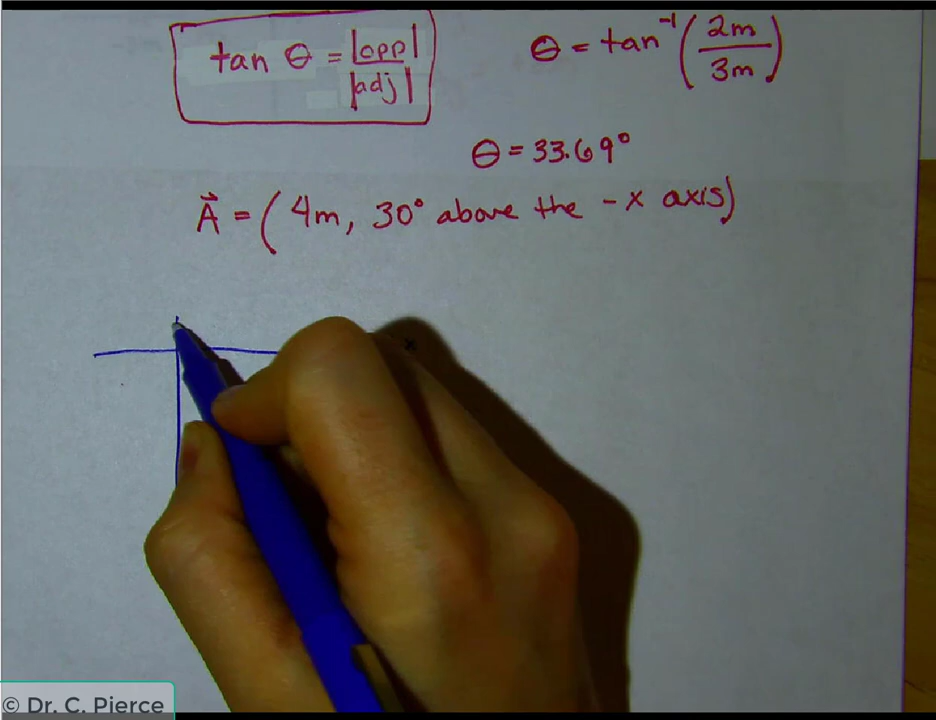 tan θ = |opp| / |adj|
θ = tan⁻¹(2m / 3m)
θ = 33.69°
A⃗ = (4m, 30° above the -x axis)
x
© Dr. C. Pierce